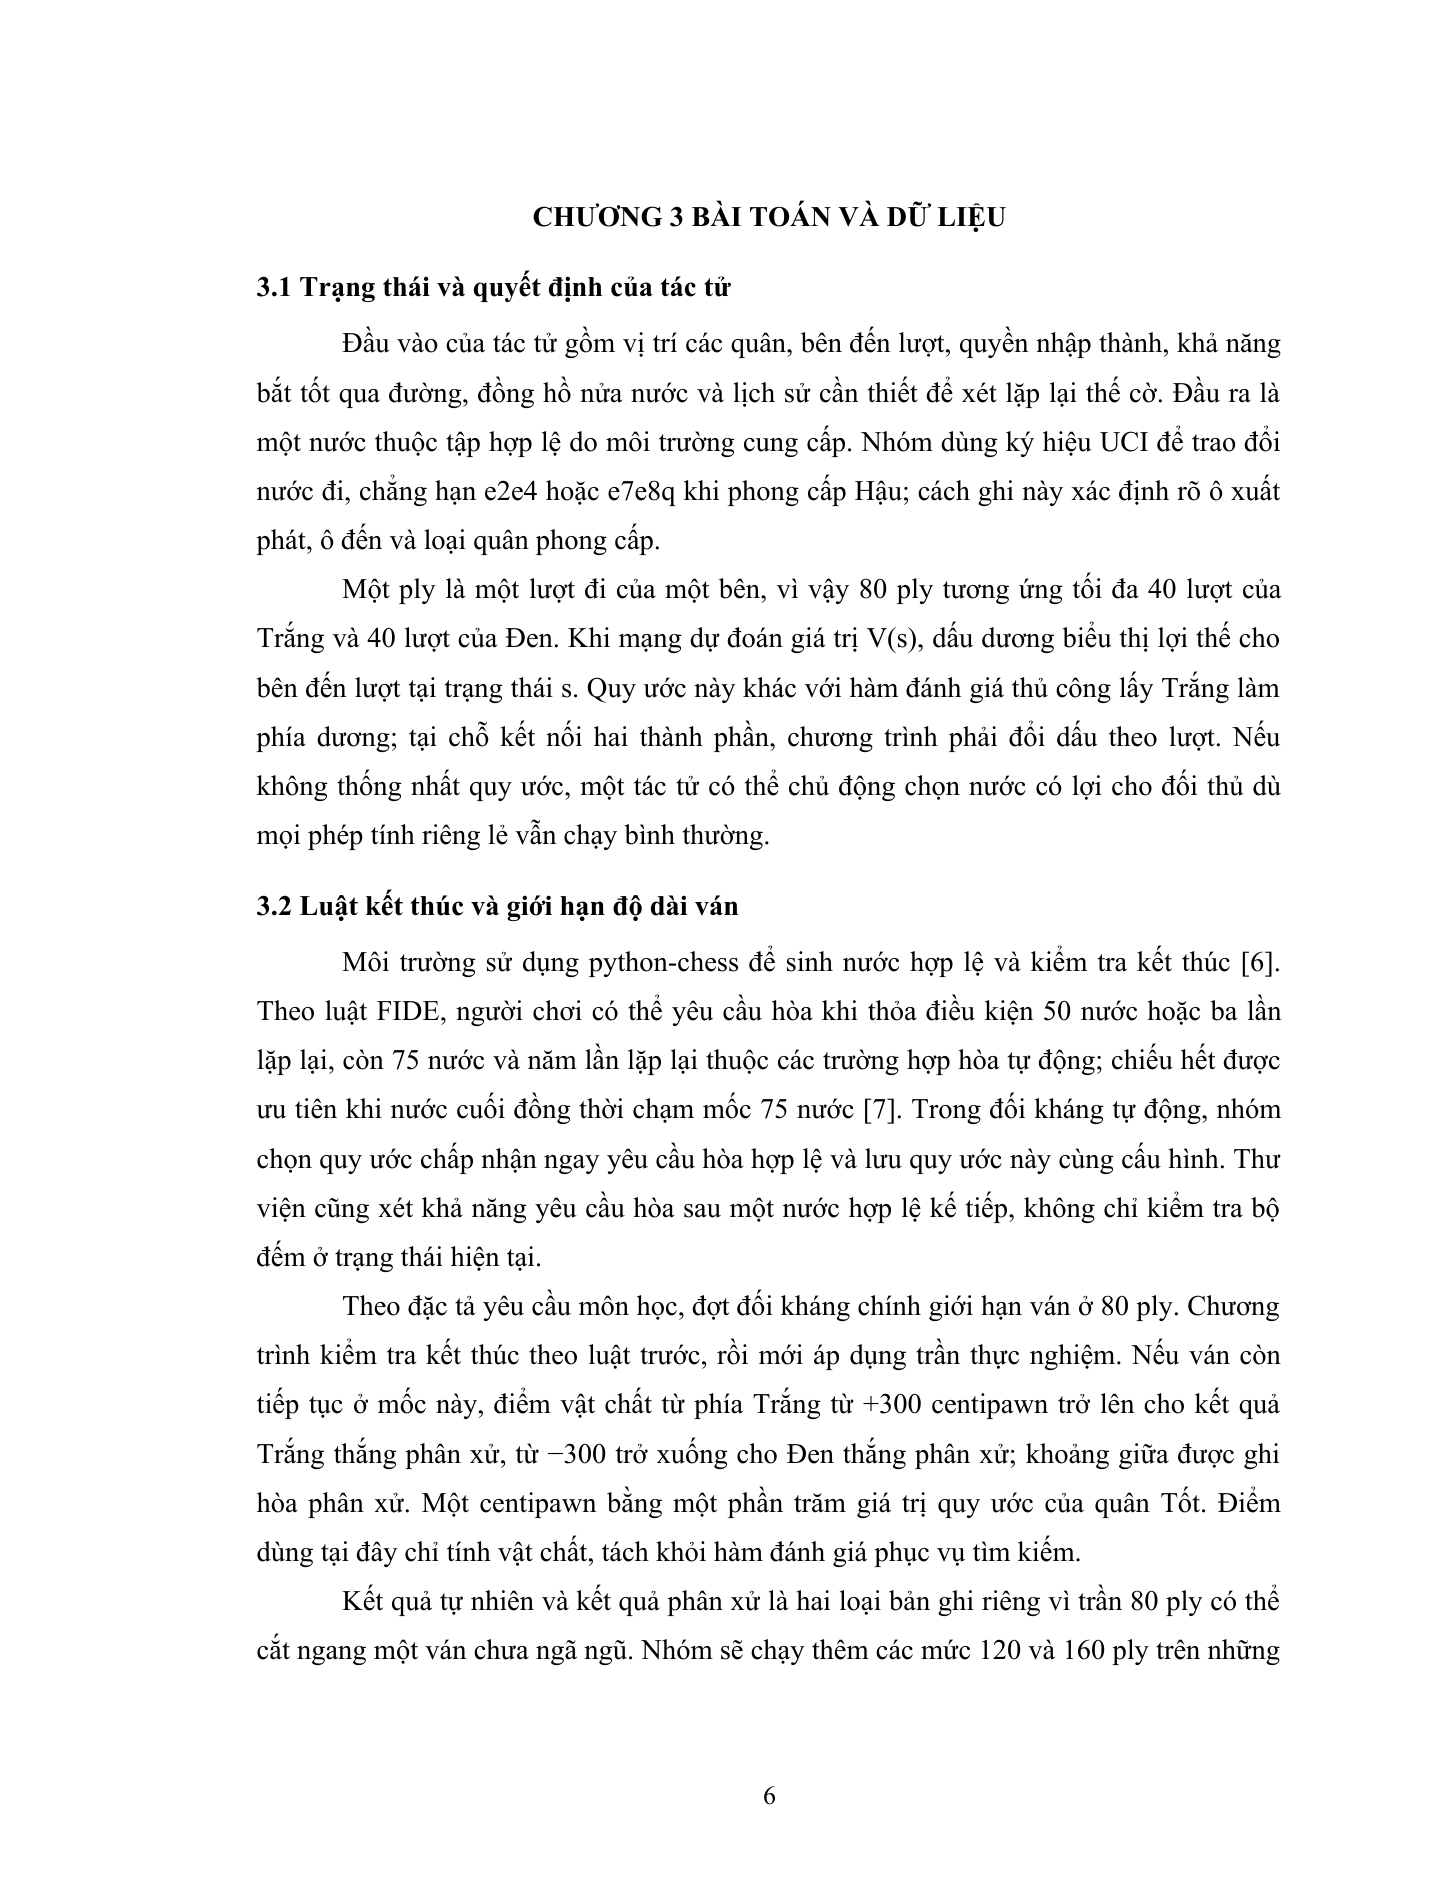 CHƯƠNG 3 BÀI TOÁN VÀ DỮ LIỆU
3.1 Trạng thái và quyết định của tác tử
Đầu vào của tác tử gồm vị trí các quân, bên đến lượt, quyền nhập thành, khả năng
bắt tốt qua đường, đồng hồ nửa nước và lịch sử cần thiết để xét lặp lại thế cờ. Đầu ra là
một nước thuộc tập hợp lệ do môi trường cung cấp. Nhóm dùng ký hiệu UCI để trao đổi
nước đi, chẳng hạn e2e4 hoặc e7e8q khi phong cấp Hậu; cách ghi này xác định rõ ô xuất
phát, ô đến và loại quân phong cấp.
Một ply là một lượt đi của một bên, vì vậy 80 ply tương ứng tối đa 40 lượt của
Trắng và 40 lượt của Đen. Khi mạng dự đoán giá trị V(s), dấu dương biểu thị lợi thế cho
bên đến lượt tại trạng thái s. Quy ước này khác với hàm đánh giá thủ công lấy Trắng làm
phía dương; tại chỗ kết nối hai thành phần, chương trình phải đổi dấu theo lượt. Nếu
không thống nhất quy ước, một tác tử có thể chủ động chọn nước có lợi cho đối thủ dù
mọi phép tính riêng lẻ vẫn chạy bình thường.
3.2 Luật kết thúc và giới hạn độ dài ván
Môi trường sử dụng python-chess để sinh nước hợp lệ và kiểm tra kết thúc [6].
Theo luật FIDE, người chơi có thể yêu cầu hòa khi thỏa điều kiện 50 nước hoặc ba lần
lặp lại, còn 75 nước và năm lần lặp lại thuộc các trường hợp hòa tự động; chiếu hết được
ưu tiên khi nước cuối đồng thời chạm mốc 75 nước [7]. Trong đối kháng tự động, nhóm
chọn quy ước chấp nhận ngay yêu cầu hòa hợp lệ và lưu quy ước này cùng cấu hình. Thư
viện cũng xét khả năng yêu cầu hòa sau một nước hợp lệ kế tiếp, không chỉ kiểm tra bộ
đếm ở trạng thái hiện tại.
Theo đặc tả yêu cầu môn học, đợt đối kháng chính giới hạn ván ở 80 ply. Chương
trình kiểm tra kết thúc theo luật trước, rồi mới áp dụng trần thực nghiệm. Nếu ván còn
tiếp tục ở mốc này, điểm vật chất từ phía Trắng từ +300 centipawn trở lên cho kết quả
Trắng thắng phân xử, từ −300 trở xuống cho Đen thắng phân xử; khoảng giữa được ghi
hòa phân xử. Một centipawn bằng một phần trăm giá trị quy ước của quân Tốt. Điểm
dùng tại đây chỉ tính vật chất, tách khỏi hàm đánh giá phục vụ tìm kiếm.
Kết quả tự nhiên và kết quả phân xử là hai loại bản ghi riêng vì trần 80 ply có thể
cắt ngang một ván chưa ngã ngũ. Nhóm sẽ chạy thêm các mức 120 và 160 ply trên những
6